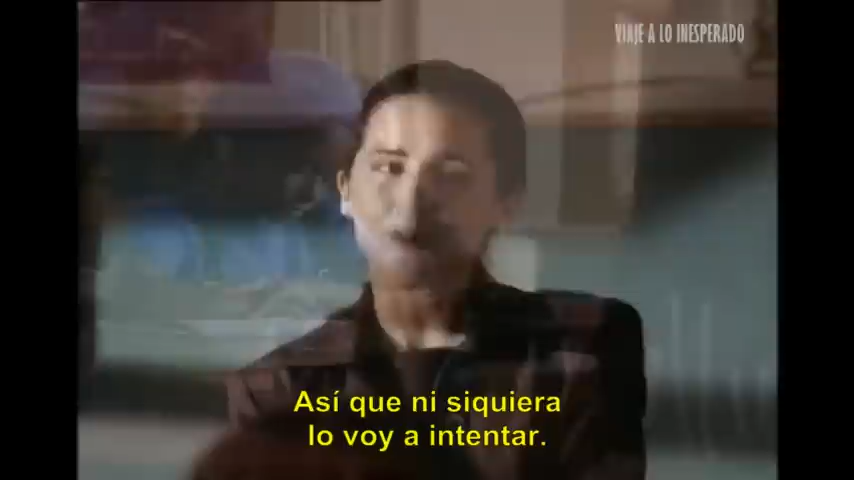 VIAJE A LO INESPERADO
Así que ni siquiera
lo voy a intentar.